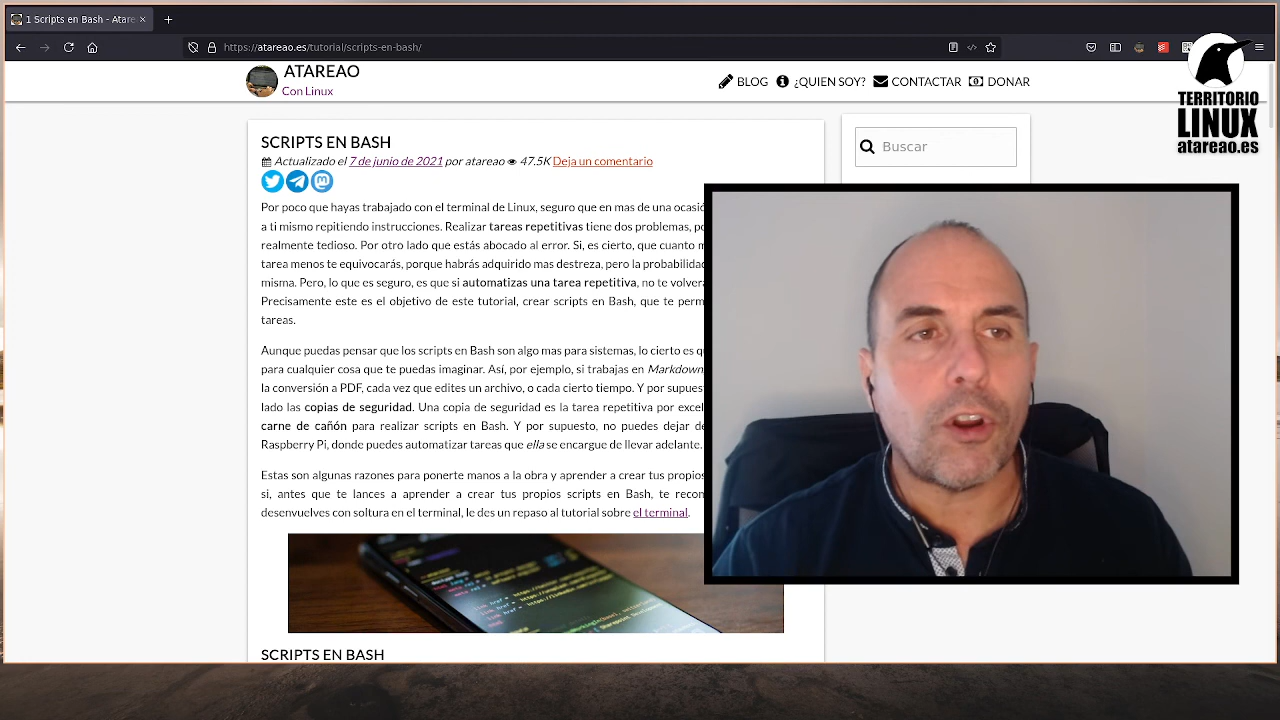 1 Scripts en Bash - Atare
https://atareao.es/tutorial/scripts-en-bash/
ATAREAO
Con Linux
BLOG
¿QUIEN SOY?
CONTACTAR
DONAR
TERRITORIO
LINUX
atareao.es
SCRIPTS EN BASH
Actualizado el 7 de junio de 2021 por atareao 47.5K Deja un comentario
Buscar
Por poco que hayas trabajado con el terminal de Linux, seguro que en mas de una ocasió
a ti mismo repitiendo instrucciones. Realizar tareas repetitivas tiene dos problemas, po
realmente tedioso. Por otro lado que estás abocado al error. Si, es cierto, que cuanto m
tarea menos te equivocarás, porque habrás adquirido mas destreza, pero la probabilidad
misma. Pero, lo que es seguro, es que si automatizas una tarea repetitiva, no te volverá
Precisamente este es el objetivo de este tutorial, crear scripts en Bash, que te perm
tareas.
Aunque puedas pensar que los scripts en Bash son algo mas para sistemas, lo cierto es qu
para cualquier cosa que te puedas imaginar. Así, por ejemplo, si trabajas en Markdown,
la conversión a PDF, cada vez que edites un archivo, o cada cierto tiempo. Y por supuest
lado las copias de seguridad. Una copia de seguridad es la tarea repetitiva por excel
carne de cañón para realizar scripts en Bash. Y por supuesto, no puedes dejar de
Raspberry Pi, donde puedes automatizar tareas que ella se encargue de llevar adelante.
Estas son algunas razones para ponerte manos a la obra y aprender a crear tus propios
si, antes que te lances a aprender a crear tus propios scripts en Bash, te recom
desenvuelves con soltura en el terminal, le des un repaso al tutorial sobre el terminal.
SCRIPTS EN BASH